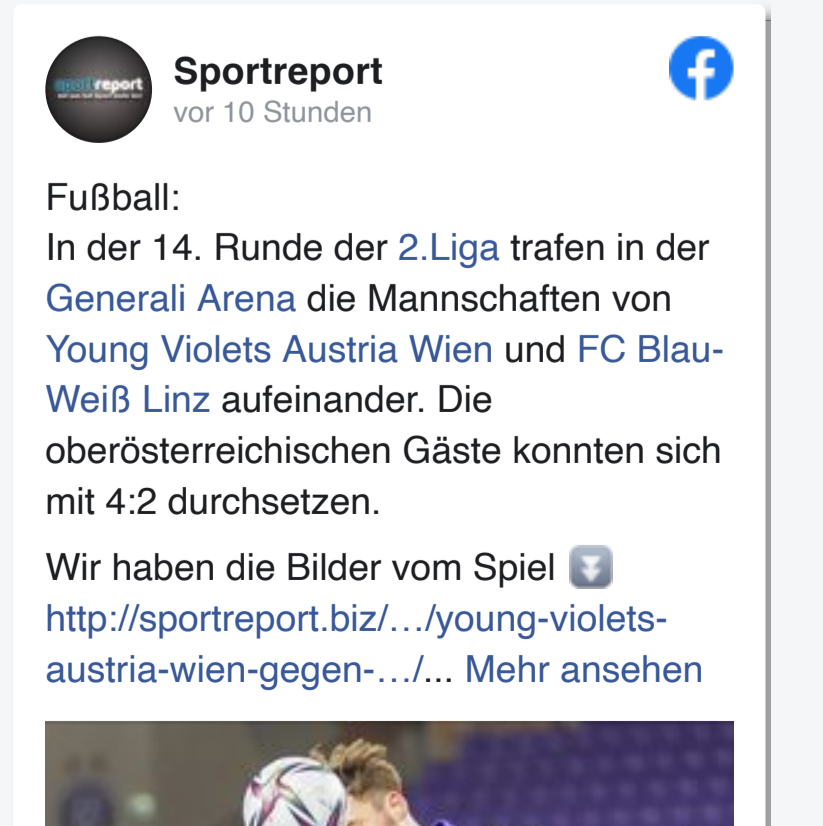 sportreport
Sportreport
vor 10 Stunden
Fußball:
In der 14. Runde der 2.Liga trafen in der
Generali Arena die Mannschaften von
Young Violets Austria Wien und FC Blau-
Weiß Linz aufeinander. Die
oberösterreichischen Gäste konnten sich
mit 4:2 durchsetzen.
Wir haben die Bilder vom Spiel ⏬
http://sportreport.biz/…/young-violets-
austria-wien-gegen-…/... Mehr ansehen